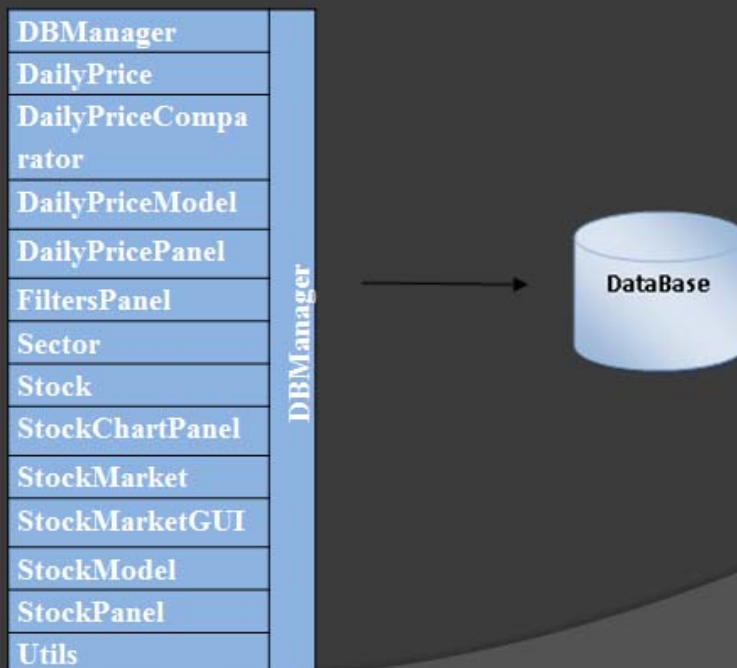 DBManager
DailyPrice
DailyPriceCompa
rator
DailyPriceModel
DailyPricePanel
FiltersPanel
Sector
Stock
StockChartPanel
StockMarket
StockMarketGUI
StockModel
StockPanel
Utils
DBManager
DataBase